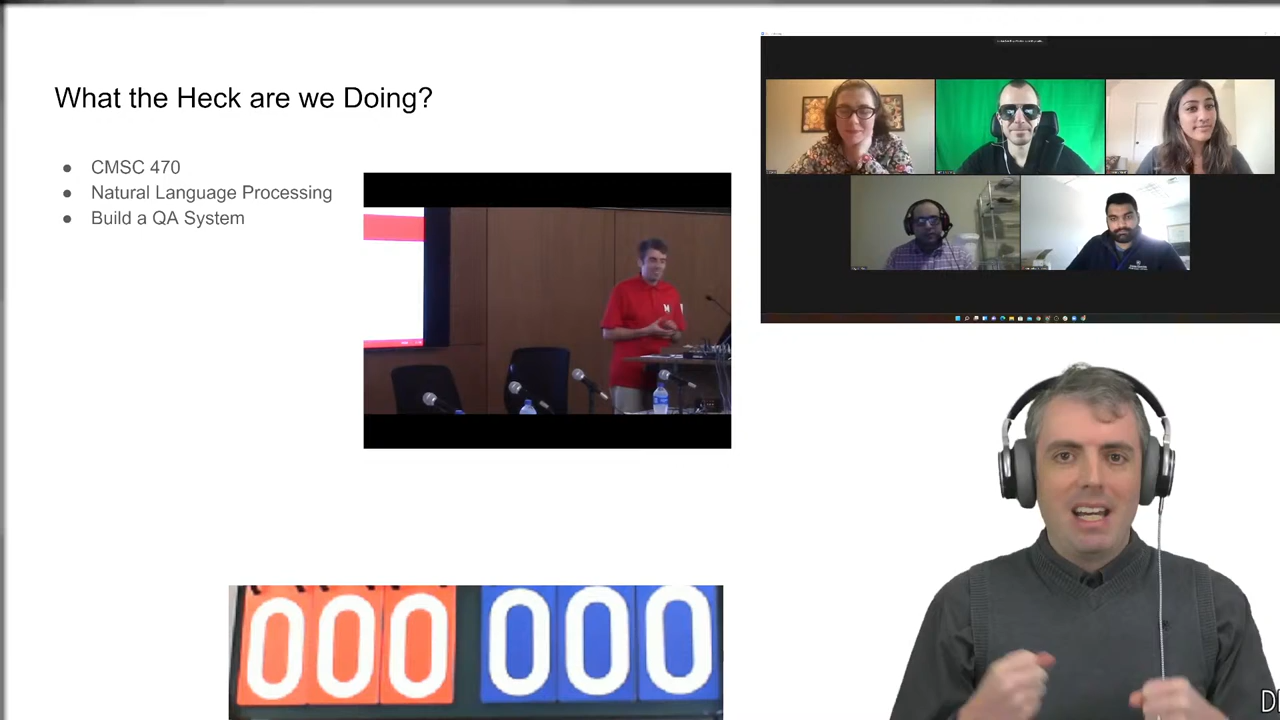 What the Heck are we Doing?
CMSC 470
Natural Language Processing
Build a QA System
000 000